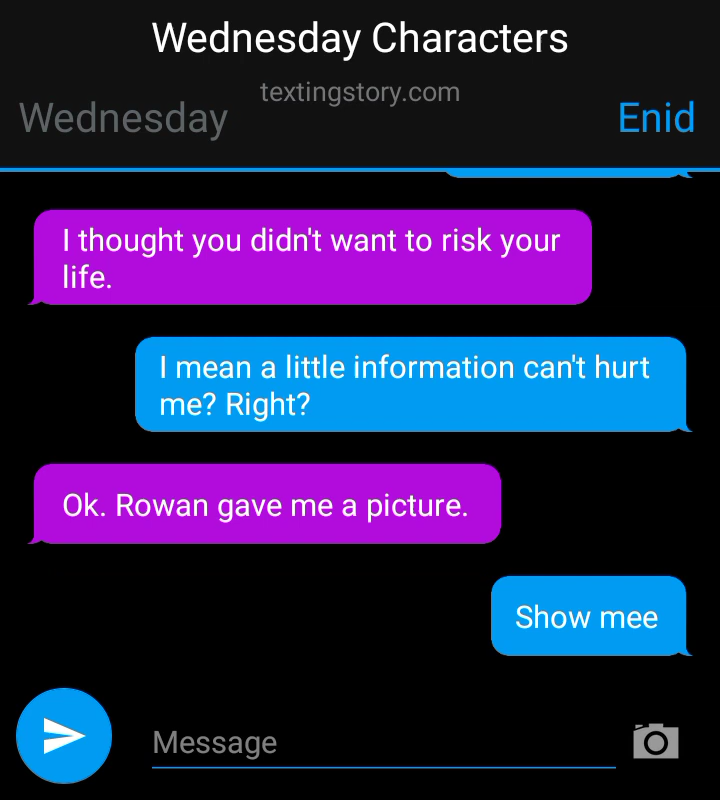 Wednesday Characters
textingstory.com
Wednesday
Enid
I thought you didn't want to risk your
life.
I mean a little information can't hurt
me? Right?
Ok. Rowan gave me a picture.
Show mee
Message